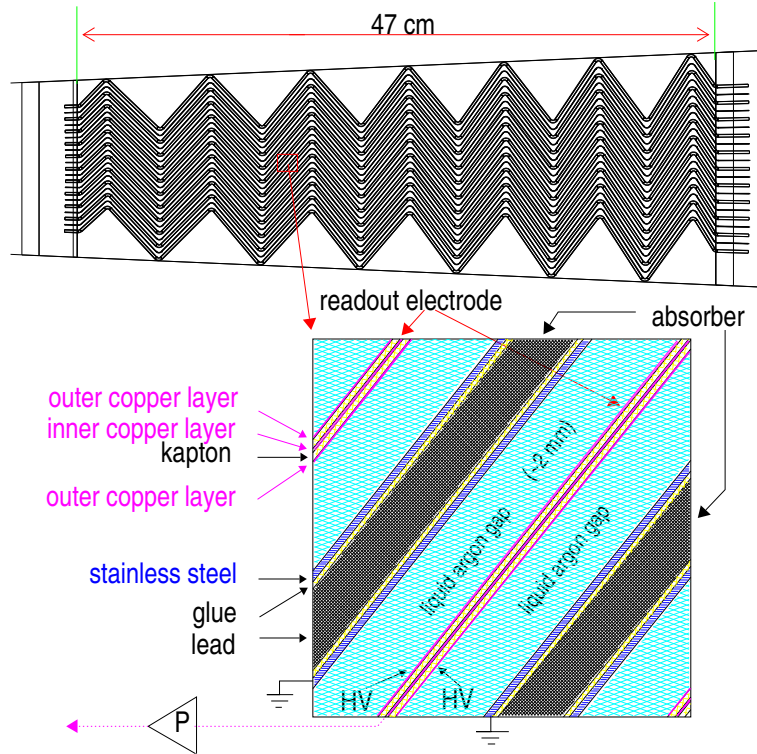 47 cm
readout electrode
absorber
outer copper layer
inner copper layer
kapton
outer copper layer
(~2 mm)
liquid argon gap
liquid argon gap
stainless steel
glue
lead
HV
HV
P